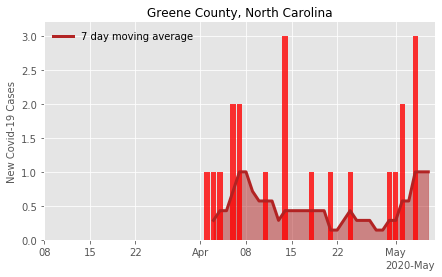 Greene County, North Carolina
7 day moving average
New Covid-19 Cases
3.0
2.5
2.0
1.5
1.0
0.5
0.0
08 15 22 Apr 08 15 22 May
2020-May